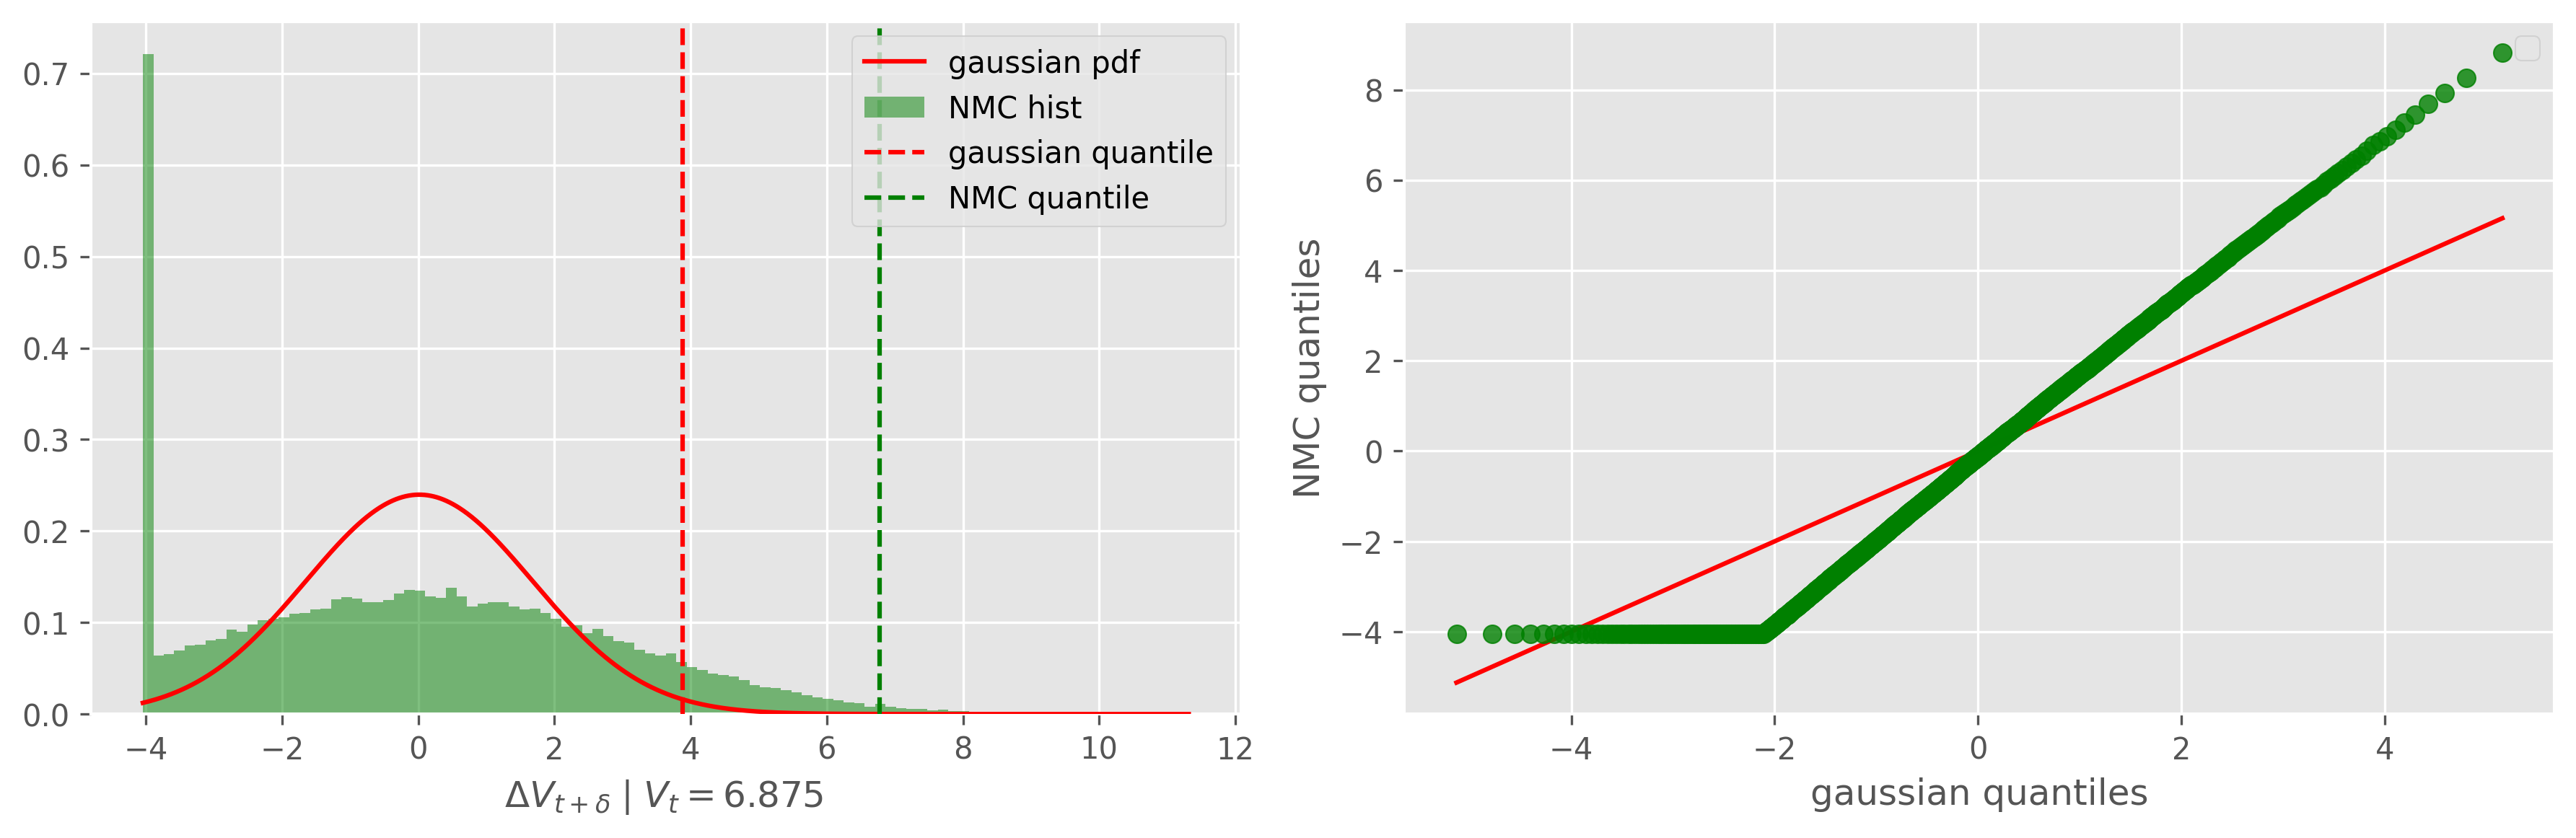 0.7
0.6
0.5
0.4
0.3
0.2
0.1
0.0
−4 −2 0 2 4 6 8 10 12
ΔV_{t+δ} | V_t = 6.875
gaussian pdf
NMC hist
gaussian quantile
NMC quantile
NMC quantiles
8
6
4
2
0
−2
−4
−4 −2 0 2 4
gaussian quantiles